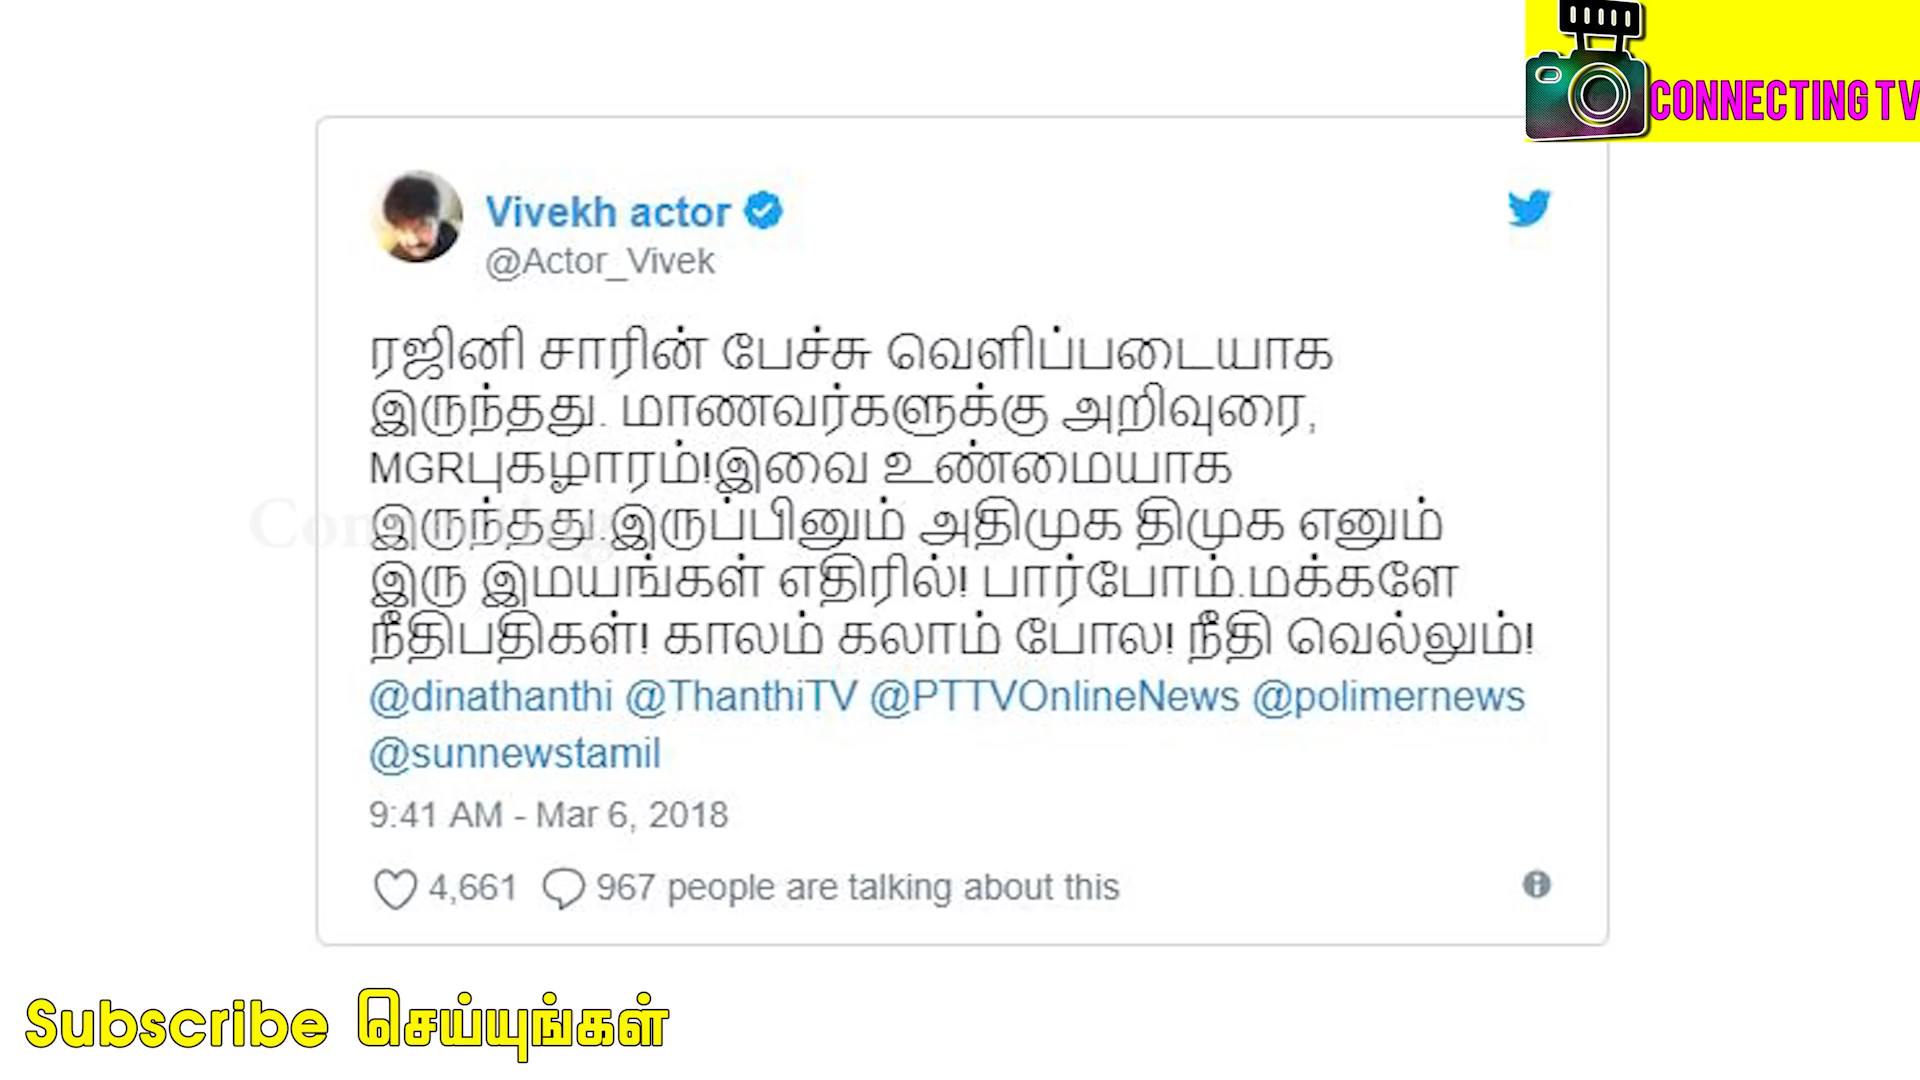 CONNECTING TV
Vivekh actor
@Actor_Vivek
ரஜினி சாரின் பேச்சு வெளிப்படையாக
இருந்தது. மாணவர்களுக்கு அறிவுரை,
MGRபுகழாரம்!இவை உண்மையாக
இருந்தது.இருப்பினும் அதிமுக திமுக எனும்
இரு இமயங்கள் எதிரில்! பார்போம்.மக்களே
நீதிபதிகள்! காலம் கலாம் போல! நீதி வெல்லும்!
@dinathanthi @ThanthiTV @PTTVOnlineNews @polimernews
@sunnewstamil
9:41 AM - Mar 6, 2018
4,661 967 people are talking about this
Subscribe செய்யுங்கள்